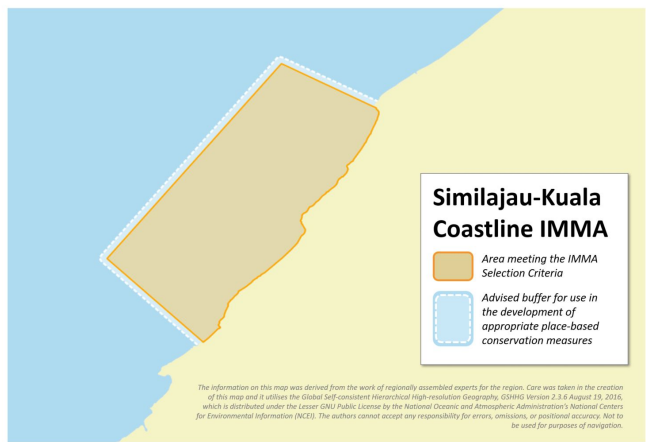 Similajau-Kuala
Coastline IMMA
Area meeting the IMMA
Selection Criteria
Advised buffer for use in
the development of
appropriate place-based
conservation measures
The information on this map was derived from the work of regionally assembled experts for the region. Care was taken in the creation
of this map and it utilises the Global Self-consistent Hierarchical High-resolution Geography, GSHHG Version 2.3.6 August 19, 2016,
which is distributed under the Lesser GNU Public License by the National Oceanic and Atmospheric Administration's National Centers
for Environmental Information (NCEI). The authors cannot accept any responsibility for errors, omissions, or positional accuracy. Not to
be used for purposes of navigation.